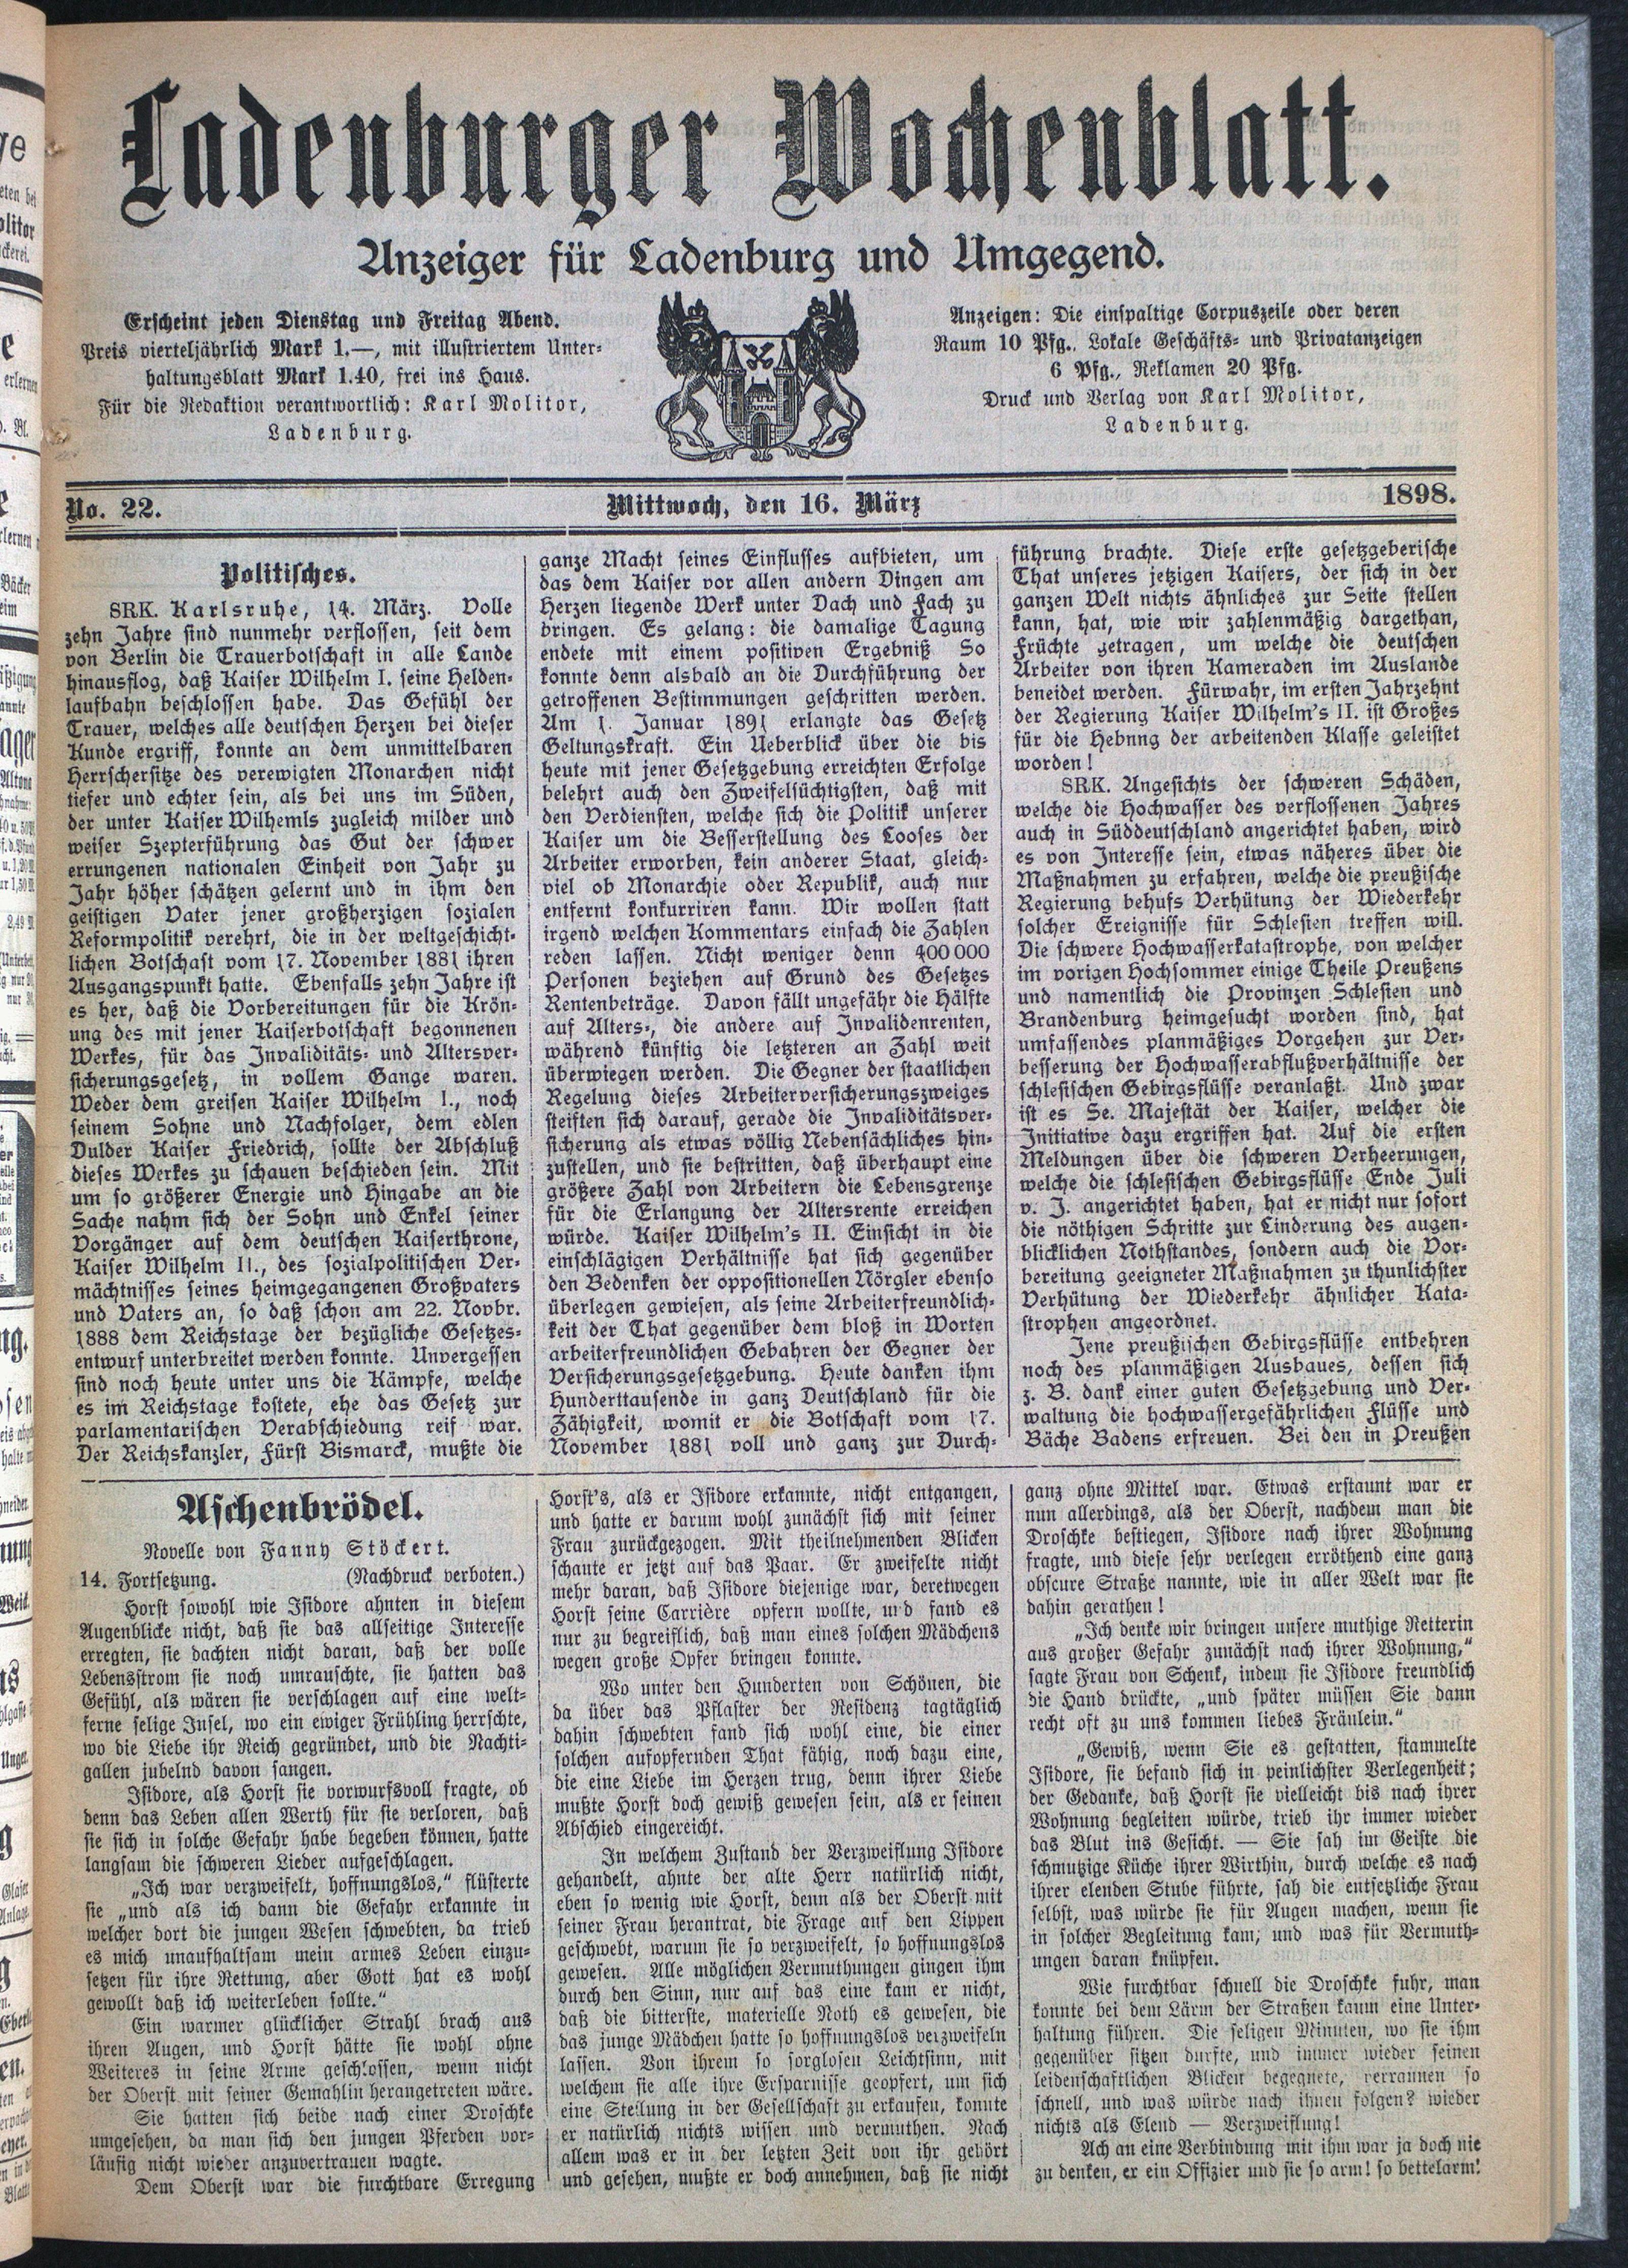 Ladenburger Wochenblatt.
Anzeiger für Ladenburg und Umgegend.
Erscheint jeden Dienstag und Freitag Abend.
Preis vierteljährlich Mark 1.—, mit illustriertem Unter-
haltungsblatt Mark 1.40, frei ins Haus.
Für die Redaktion verantwortlich: Karl Molitor,
Ladenburg.
Anzeigen: Die einspaltige Corpuszeile oder deren
Raum 10 Pfg., Lokale Geschäfts- und Privatanzeigen
6 Pfg., Reklamen 20 Pfg.
Druck und Verlag von Karl Molitor,
Ladenburg.
No. 22.
Mittwoch, den 16. März
1898.
Politisches.
SRK. Karlsruhe, 14. März. Volle
zehn Jahre sind nunmehr verflossen, seit dem
von Berlin die Trauerbotschaft in alle Lande
hinausflog, daß Kaiser Wilhelm I. seine Helden-
laufbahn beschlossen habe. Das Gefühl der
Trauer, welches alle deutschen Herzen bei dieser
Kunde ergriff, konnte an dem unmittelbaren
Herrschersitze des verewigten Monarchen nicht
tiefer und echter sein, als bei uns im Süden,
der unter Kaiser Wilhemls zugleich milder und
weiser Szepterführung das Gut der schwer
errungenen nationalen Einheit von Jahr zu
Jahr höher schätzen gelernt und in ihm den
geistigen Vater jener großherzigen sozialen
Reformpolitik verehrt, die in der weltgeschicht-
lichen Botschaft vom 17. November 1881 ihren
Ausgangspunkt hatte. Ebenfalls zehn Jahre ist
es her, daß die Vorbereitungen für die Krön-
ung des mit jener Kaiserbotschaft begonnenen
Werkes, für das Invaliditäts- und Altersver-
sicherungsgesetz, in vollem Gange waren.
Weder dem greisen Kaiser Wilhelm I., noch
seinem Sohne und Nachfolger, dem edlen
Dulder Kaiser Friedrich, sollte der Abschluß
dieses Werkes zu schauen beschieden sein. Mit
um so größerer Energie und Hingabe an die
Sache nahm sich der Sohn und Enkel seiner
Vorgänger auf dem deutschen Kaiserthrone,
Kaiser Wilhelm II., des sozialpolitischen Ver-
mächtnisses seines heimgegangenen Großvaters
und Vaters an, so daß schon am 22. Novbr.
1888 dem Reichstage der bezügliche Gesetzes-
entwurf unterbreitet werden konnte. Unvergessen
sind noch heute unter uns die Kämpfe, welche
es im Reichstage kostete, ehe das Gesetz zur
parlamentarischen Verabschiedung reif war.
Der Reichskanzler, Fürst Bismarck, mußte die
ganze Macht seines Einflusses aufbieten, um
das dem Kaiser vor allen andern Dingen am
Herzen liegende Werk unter Dach und Fach zu
bringen. Es gelang: die damalige Tagung
endete mit einem positiven Ergebniß So
konnte denn alsbald an die Durchführung der
getroffenen Bestimmungen geschritten werden.
Am 1. Januar 1891 erlangte das Gesetz
Geltungskraft. Ein Ueberblick über die bis
heute mit jener Gesetzgebung erreichten Erfolge
belehrt auch den Zweifelsüchtigsten, daß mit
den Verdiensten, welche sich die Politik unserer
Kaiser um die Besserstellung des Looses der
Arbeiter erworben, kein anderer Staat, gleich-
viel ob Monarchie oder Republik, auch nur
entfernt konkurriren kann. Wir wollen statt
irgend welchen Kommentars einfach die Zahlen
reden lassen. Nicht weniger denn 400 000
Personen beziehen auf Grund des Gesetzes
Rentenbeträge. Davon fällt ungefähr die Hälfte
auf Alters-, die andere auf Invalidenrenten,
während künftig die letzteren an Zahl weit
überwiegen werden. Die Gegner der staatlichen
Regelung dieses Arbeiterversicherungszweiges
steiften sich darauf, gerade die Invaliditätsver-
sicherung als etwas völlig Nebensächliches hin-
zustellen, und sie bestritten, daß überhaupt eine
größere Zahl von Arbeitern die Lebensgrenze
für die Erlangung der Altersrente erreichen
würde. Kaiser Wilhelm's II. Einsicht in die
einschlägigen Verhältnisse hat sich gegenüber
den Bedenken der oppositionellen Nörgler ebenso
überlegen gewiesen, als seine Arbeiterfreundlich-
keit der That gegenüber dem bloß in Worten
arbeiterfreundlichen Gebahren der Gegner der
Versicherungsgesetzgebung. Heute danken ihm
Hunderttausende in ganz Deutschland für die
Zähigkeit, womit er die Botschaft vom 17.
November 1881 voll und ganz zur Durch-
führung brachte. Diese erste gesetzgeberische
That unseres jetzigen Kaisers, der sich in der
ganzen Welt nichts ähnliches zur Seite stellen
kann, hat, wie wir zahlenmäßig dargethan,
Früchte getragen, um welche die deutschen
Arbeiter von ihren Kameraden im Auslande
beneidet werden. Fürwahr, im ersten Jahrzehnt
der Regierung Kaiser Wilhelm's II. ist Großes
für die Hebnng der arbeitenden Klasse geleistet
worden!
SRK. Angesichts der schweren Schäden,
welche die Hochwasser des verflossenen Jahres
auch in Süddeutschland angerichtet haben, wird
es von Interesse sein, etwas näheres über die
Maßnahmen zu erfahren, welche die preußische
Regierung behufs Verhütung der Wiederkehr
solcher Ereignisse für Schlesien treffen will.
Die schwere Hochwasserkatastrophe, von welcher
im vorigen Hochsommer einige Theile Preußens
und namentlich die Provinzen Schlesien und
Brandenburg heimgesucht worden sind, hat
umfassendes planmäßiges Vorgehen zur Ver-
besserung der Hochwasserabflußverhältnisse der
schlesischen Gebirgsflüsse veranlaßt. Und zwar
ist es Se. Majestät der Kaiser, welcher die
Initiative dazu ergriffen hat. Auf die ersten
Meldungen über die schweren Verheerungen,
welche die schlesischen Gebirgsflüsse Ende Juli
v. J. angerichtet haben, hat er nicht nur sofort
die nöthigen Schritte zur Linderung des augen-
blicklichen Nothstandes, sondern auch die Vor-
bereitung geeigneter Maßnahmen zu thunlichster
Verhütung der Wiederkehr ähnlicher Kata-
strophen angeordnet.
Jene preußischen Gebirgsflüsse entbehren
noch des planmäßigen Ausbaues, dessen sich
z. B. dank einer guten Gesetzgebung und Ver-
waltung die hochwassergefährlichen Flüsse und
Bäche Badens erfreuen. Bei den in Preußen
Aschenbrödel.
Novelle von Fanny Stöckert.
14. Fortsetzung. (Nachdruck verboten.)
Horst sowohl wie Isidore ahnten in diesem
Augenblicke nicht, daß sie das allseitige Interesse
erregten, sie dachten nicht daran, daß der volle
Lebensstrom sie noch umrauschte, sie hatten das
Gefühl, als wären sie verschlagen auf eine welt-
ferne selige Insel, wo ein ewiger Frühling herrschte,
wo die Liebe ihr Reich gegründet, und die Nachti-
gallen jubelnd davon sangen.
Isidore, als Horst sie vorwurfsvoll fragte, ob
denn das Leben allen Werth für sie verloren, daß
sie sich in solche Gefahr habe begeben können, hatte
langsam die schweren Lieder aufgeschlagen.
„Ich war verzweifelt, hoffnungslos,“ flüsterte
sie „und als ich dann die Gefahr erkannte in
welcher dort die jungen Wesen schwebten, da trieb
es mich unaufhaltsam mein armes Leben einzu-
setzen für ihre Rettung, aber Gott hat es wohl
gewollt daß ich weiterleben sollte.“
Ein warmer glücklicher Strahl brach aus
ihren Augen, und Horst hätte sie wohl ohne
Weiteres in seine Arme geschlossen, wenn nicht
der Oberst mit seiner Gemahlin herangetreten wäre.
Sie hatten sich beide nach einer Droschke
umgesehen, da man sich den jungen Pferden vor-
läufig nicht wieder anzuvertrauen wagte.
Dem Oberst war die furchtbare Erregung
Horst's, als er Isidore erkannte, nicht entgangen,
und hatte er darum wohl zunächst sich mit seiner
Frau zurückgezogen. Mit theilnehmenden Blicken
schaute er jetzt auf das Paar. Er zweifelte nicht
mehr daran, daß Isidore diejenige war, deretwegen
Horst seine Carrière opfern wollte, und fand es
nur zu begreiflich, daß man eines solchen Mädchens
wegen große Opfer bringen konnte.
Wo unter den Hunderten von Schönen, die
da über das Pflaster der Residenz tagtäglich
dahin schwebten fand sich wohl eine, die einer
solchen aufopfernden That fähig, noch dazu eine,
die eine Liebe im Herzen trug, denn ihrer Liebe
mußte Horst doch gewiß gewesen sein, als er seinen
Abschied eingereicht.
In welchem Zustand der Verzweiflung Isidore
gehandelt, ahnte der alte Herr natürlich nicht,
eben so wenig wie Horst, denn als der Oberst mit
seiner Frau herantrat, die Frage auf den Lippen
geschwebt, warum sie so verzweifelt, so hoffnungslos
gewesen. Alle möglichen Vermuthungen gingen ihm
durch den Sinn, nur auf das eine kam er nicht,
daß die bitterste, materielle Noth es gewesen, die
das junge Mädchen hatte so hoffnungslos verzweifeln
lassen. Von ihrem so sorglosen Leichtsinn, mit
welchem sie alle ihre Ersparnisse geopfert, um sich
eine Stellung in der Gesellschaft zu erkaufen, konnte
er natürlich nichts wissen und vermuthen. Nach
allem was er in der letzten Zeit von ihr gehört
und gesehen, mußte er doch annehmen, daß sie nicht
ganz ohne Mittel war. Etwas erstaunt war er
nun allerdings, als der Oberst, nachdem man die
Droschke bestiegen, Isidore nach ihrer Wohnung
fragte, und diese sehr verlegen erröthend eine ganz
obscure Straße nannte, wie in aller Welt war sie
dahin gerathen!
„Ich denke wir bringen unsere muthige Retterin
aus großer Gefahr zunächst nach ihrer Wohnung,“
sagte Frau von Schenk, indem sie Isidore freundlich
die Hand drückte, „und später müssen Sie dann
recht oft zu uns kommen liebes Fräulein.“
„Gewiß, wenn Sie es gestatten, stammelte
Isidore, sie befand sich in peinlichster Verlegenheit;
der Gedanke, daß Horst sie vielleicht bis nach ihrer
Wohnung begleiten würde, trieb ihr immer wieder
das Blut ins Gesicht. — Sie sah im Geiste die
schmutzige Küche ihrer Wirthin, durch welche es nach
ihrer elenden Stube führte, sah die entsetzliche Frau
selbst, was würde sie für Augen machen, wenn sie
in solcher Begleitung kam; und was für Vermuth-
ungen daran knüpfen.
Wie furchtbar schnell die Droschke fuhr, man
konnte bei dem Lärm der Straßen kaum eine Unter-
haltung führen. Die seligen Minuten, wo sie ihm
gegenüber sitzen durfte, und immer wieder seinen
leidenschaftlichen Blicken begegnete, verrannen so
schnell, und was würde nach ihnen folgen? wieder
nichts als Elend — Verzweiflung!
Ach an eine Verbindung mit ihm war ja doch nie
zu denken, er ein Offizier und sie so arm! so bettelarm!